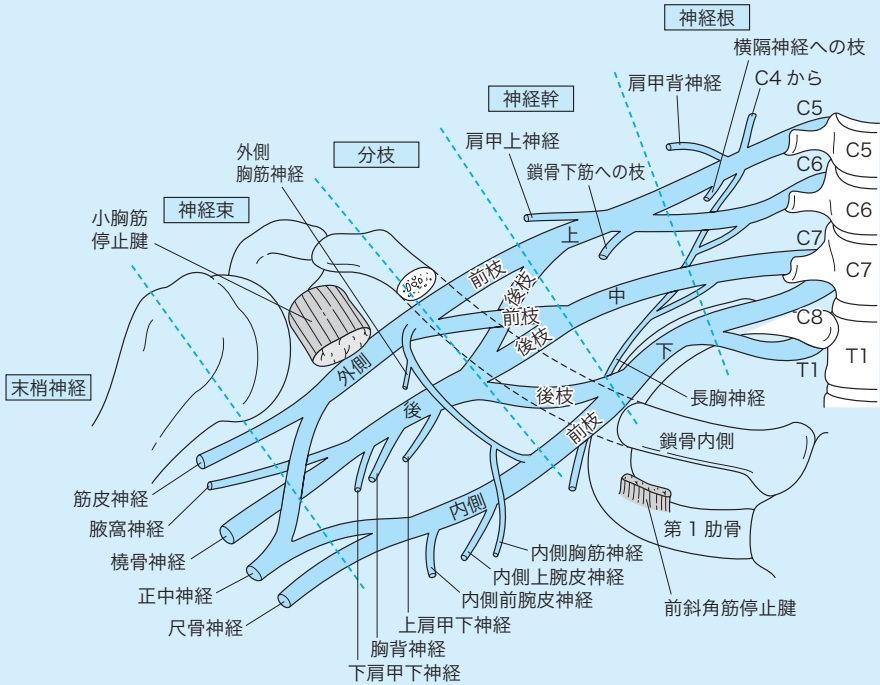 神経根
横隔神経への枝
C4 から
肩甲背神経
神経幹
C5
肩甲上神経
分枝
外側
胸筋神経
鎖骨下筋への枝
C5
C6
神経束
小胸筋
停止腱
C6
C7
上
前枝
後枝
中
前枝
後枝
C7
C8
下
T1
T1
外側
末梢神経
後
後枝
長胸神経
前枝
鎖骨内側
筋皮神経
腋窩神経
内側
第 1 肋骨
橈骨神経
内側胸筋神経
内側上腕皮神経
正中神経
内側前腕皮神経
前斜角筋停止腱
尺骨神経
上肩甲下神経
胸背神経
下肩甲下神経